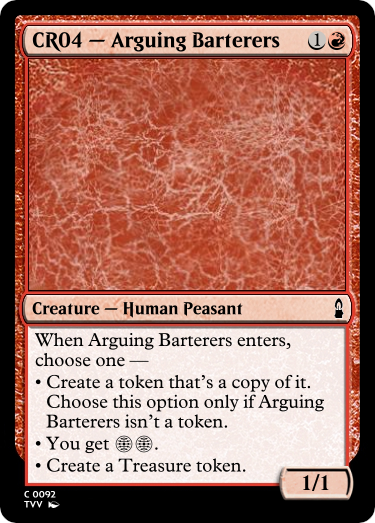 CR04 — Arguing Barterers 1
Creature — Human Peasant
When Arguing Barterers enters,
choose one —
• Create a token that's a copy of it.
Choose this option only if Arguing
Barterers isn't a token.
• You get .
• Create a Treasure token.
1/1
C 0092
TVV